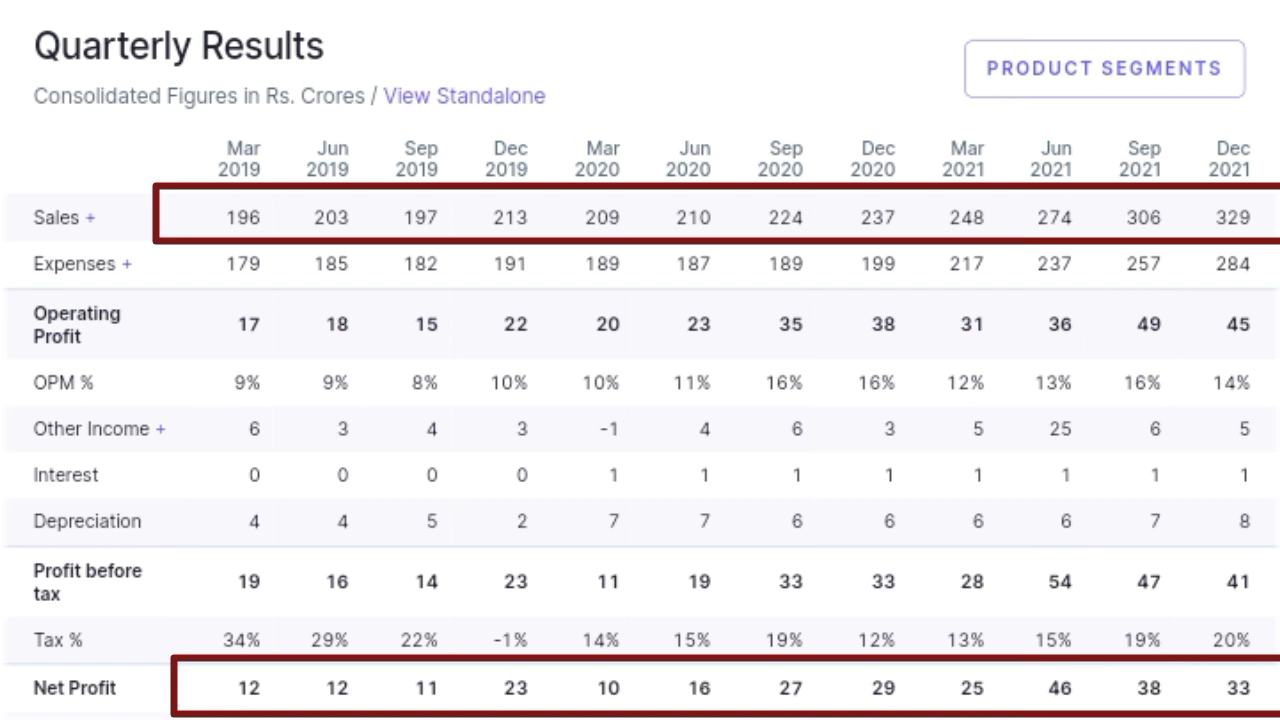 Quarterly Results
PRODUCT SEGMENTS
Consolidated Figures in Rs. Crores / View Standalone
Mar 2019 Jun 2019 Sep 2019 Dec 2019 Mar 2020 Jun 2020 Sep 2020 Dec 2020 Mar 2021 Jun 2021 Sep 2021 Dec 2021
Sales + 196 203 197 213 209 210 224 237 248 274 306 329
Expenses + 179 185 182 191 189 187 189 199 217 237 257 284
Operating Profit 17 18 15 22 20 23 35 38 31 36 49 45
OPM % 9% 9% 8% 10% 10% 11% 16% 16% 12% 13% 16% 14%
Other Income + 6 3 4 3 -1 4 6 3 5 25 6 5
Interest 0 0 0 0 1 1 1 1 1 1 1 1
Depreciation 4 4 5 2 7 7 6 6 6 6 7 8
Profit before tax 19 16 14 23 11 19 33 33 28 54 47 41
Tax % 34% 29% 22% -1% 14% 15% 19% 12% 13% 15% 19% 20%
Net Profit 12 12 11 23 10 16 27 29 25 46 38 33